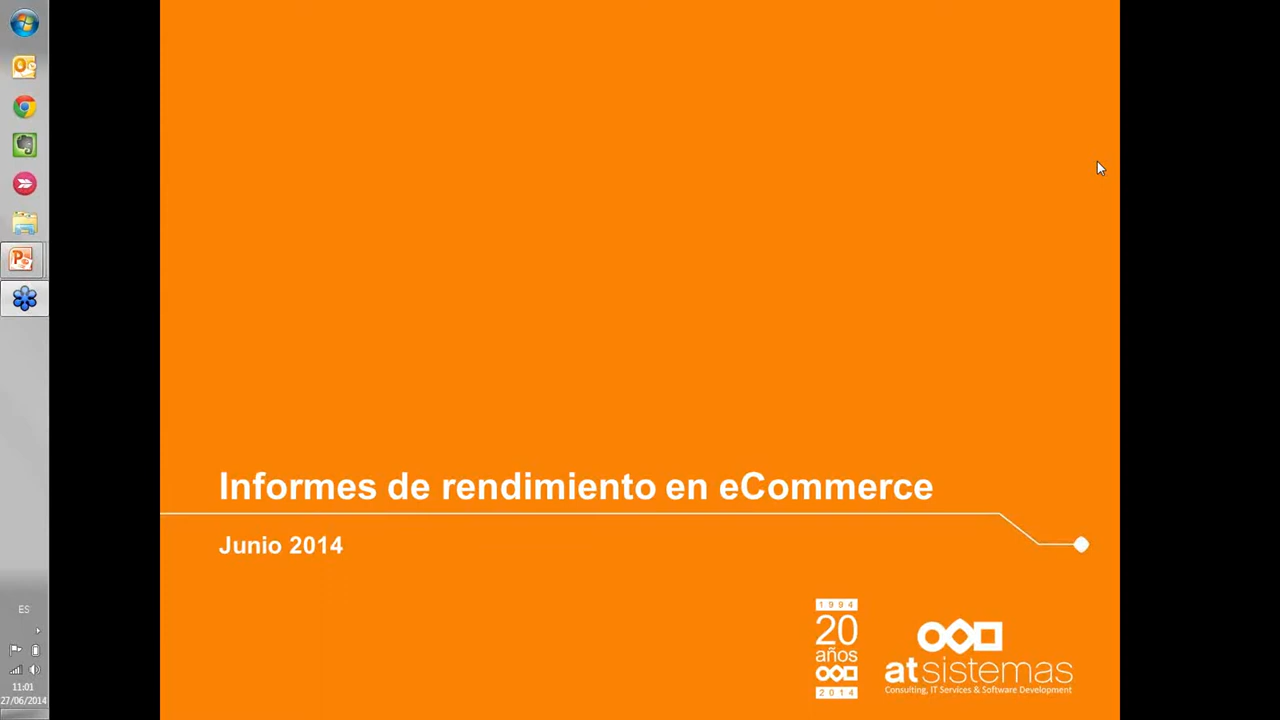 Informes de rendimiento en eCommerce
Junio 2014
1994
20
años
2014
atsistemas
Consulting, IT Services & Software Development
ES
11:01
27/06/2014